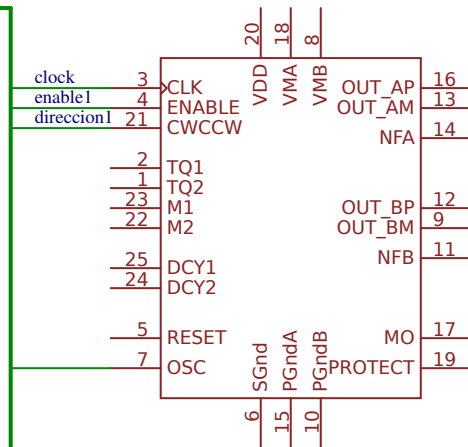 20 18 8
VDD VMA VMB
clock 3 CLK OUT_AP 16
enable1 4 ENABLE OUT_AM 13
direccion1 21 CWCCW
NFA 14
2 TQ1
1 TQ2
23 M1 OUT_BP 12
22 M2 OUT_BM 9
NFB 11
25 DCY1
24 DCY2
5 RESET MO 17
7 OSC PROTECT 19
SGnd PGndA PGndB
6 15 10